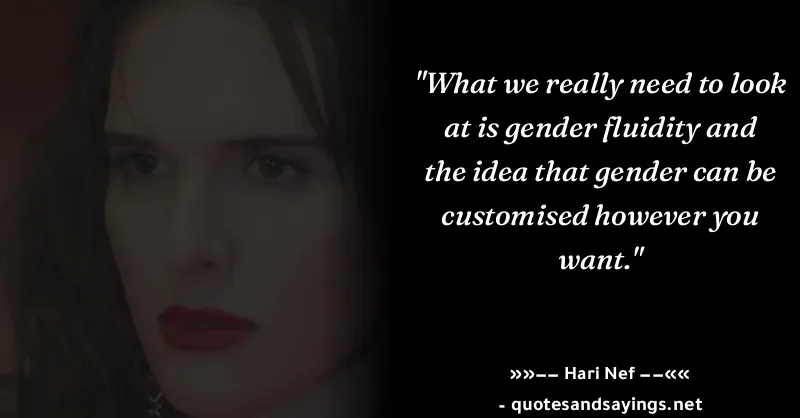 "What we really need to look
at is gender fluidity and
the idea that gender can be
customised however you
want."
»»–– Hari Nef ––««
- quotesandsayings.net